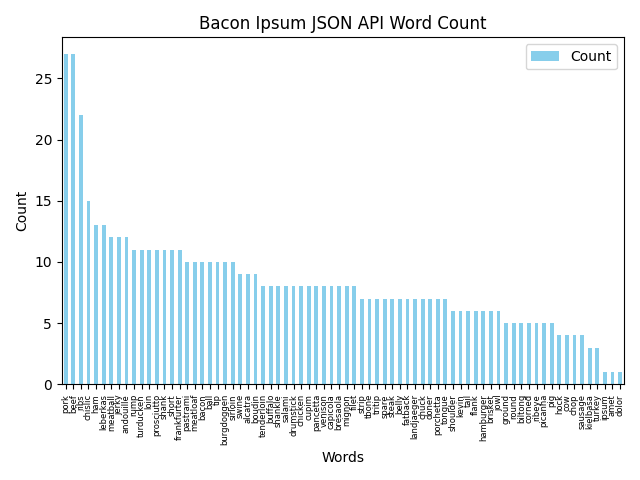 Bacon Ipsum JSON API Word Count
Count
25
20
15
10
5
0
Count
pork
beef
ribs
chislic
ham
leberkas
meatball
jerky
andouille
rump
turducken
loin
prosciutto
shank
short
frankfurter
pastrami
meatloaf
bacon
ball
tip
burgdoggen
sirloin
swine
alcatra
boudin
tenderloin
buffalo
shankle
salami
drumstick
chicken
cupim
pancetta
venison
capicola
bresaola
mignon
filet
strip
tbone
tritip
spare
steak
belly
fatback
landjaeger
chuck
doner
porchetta
tongue
shoulder
kevin
tail
flank
hamburger
brisket
jowl
ground
round
biltong
corned
ribeye
picanha
pig
hock
cow
chop
sausage
kielbasa
turkey
ipsum
amet
dolor
Words